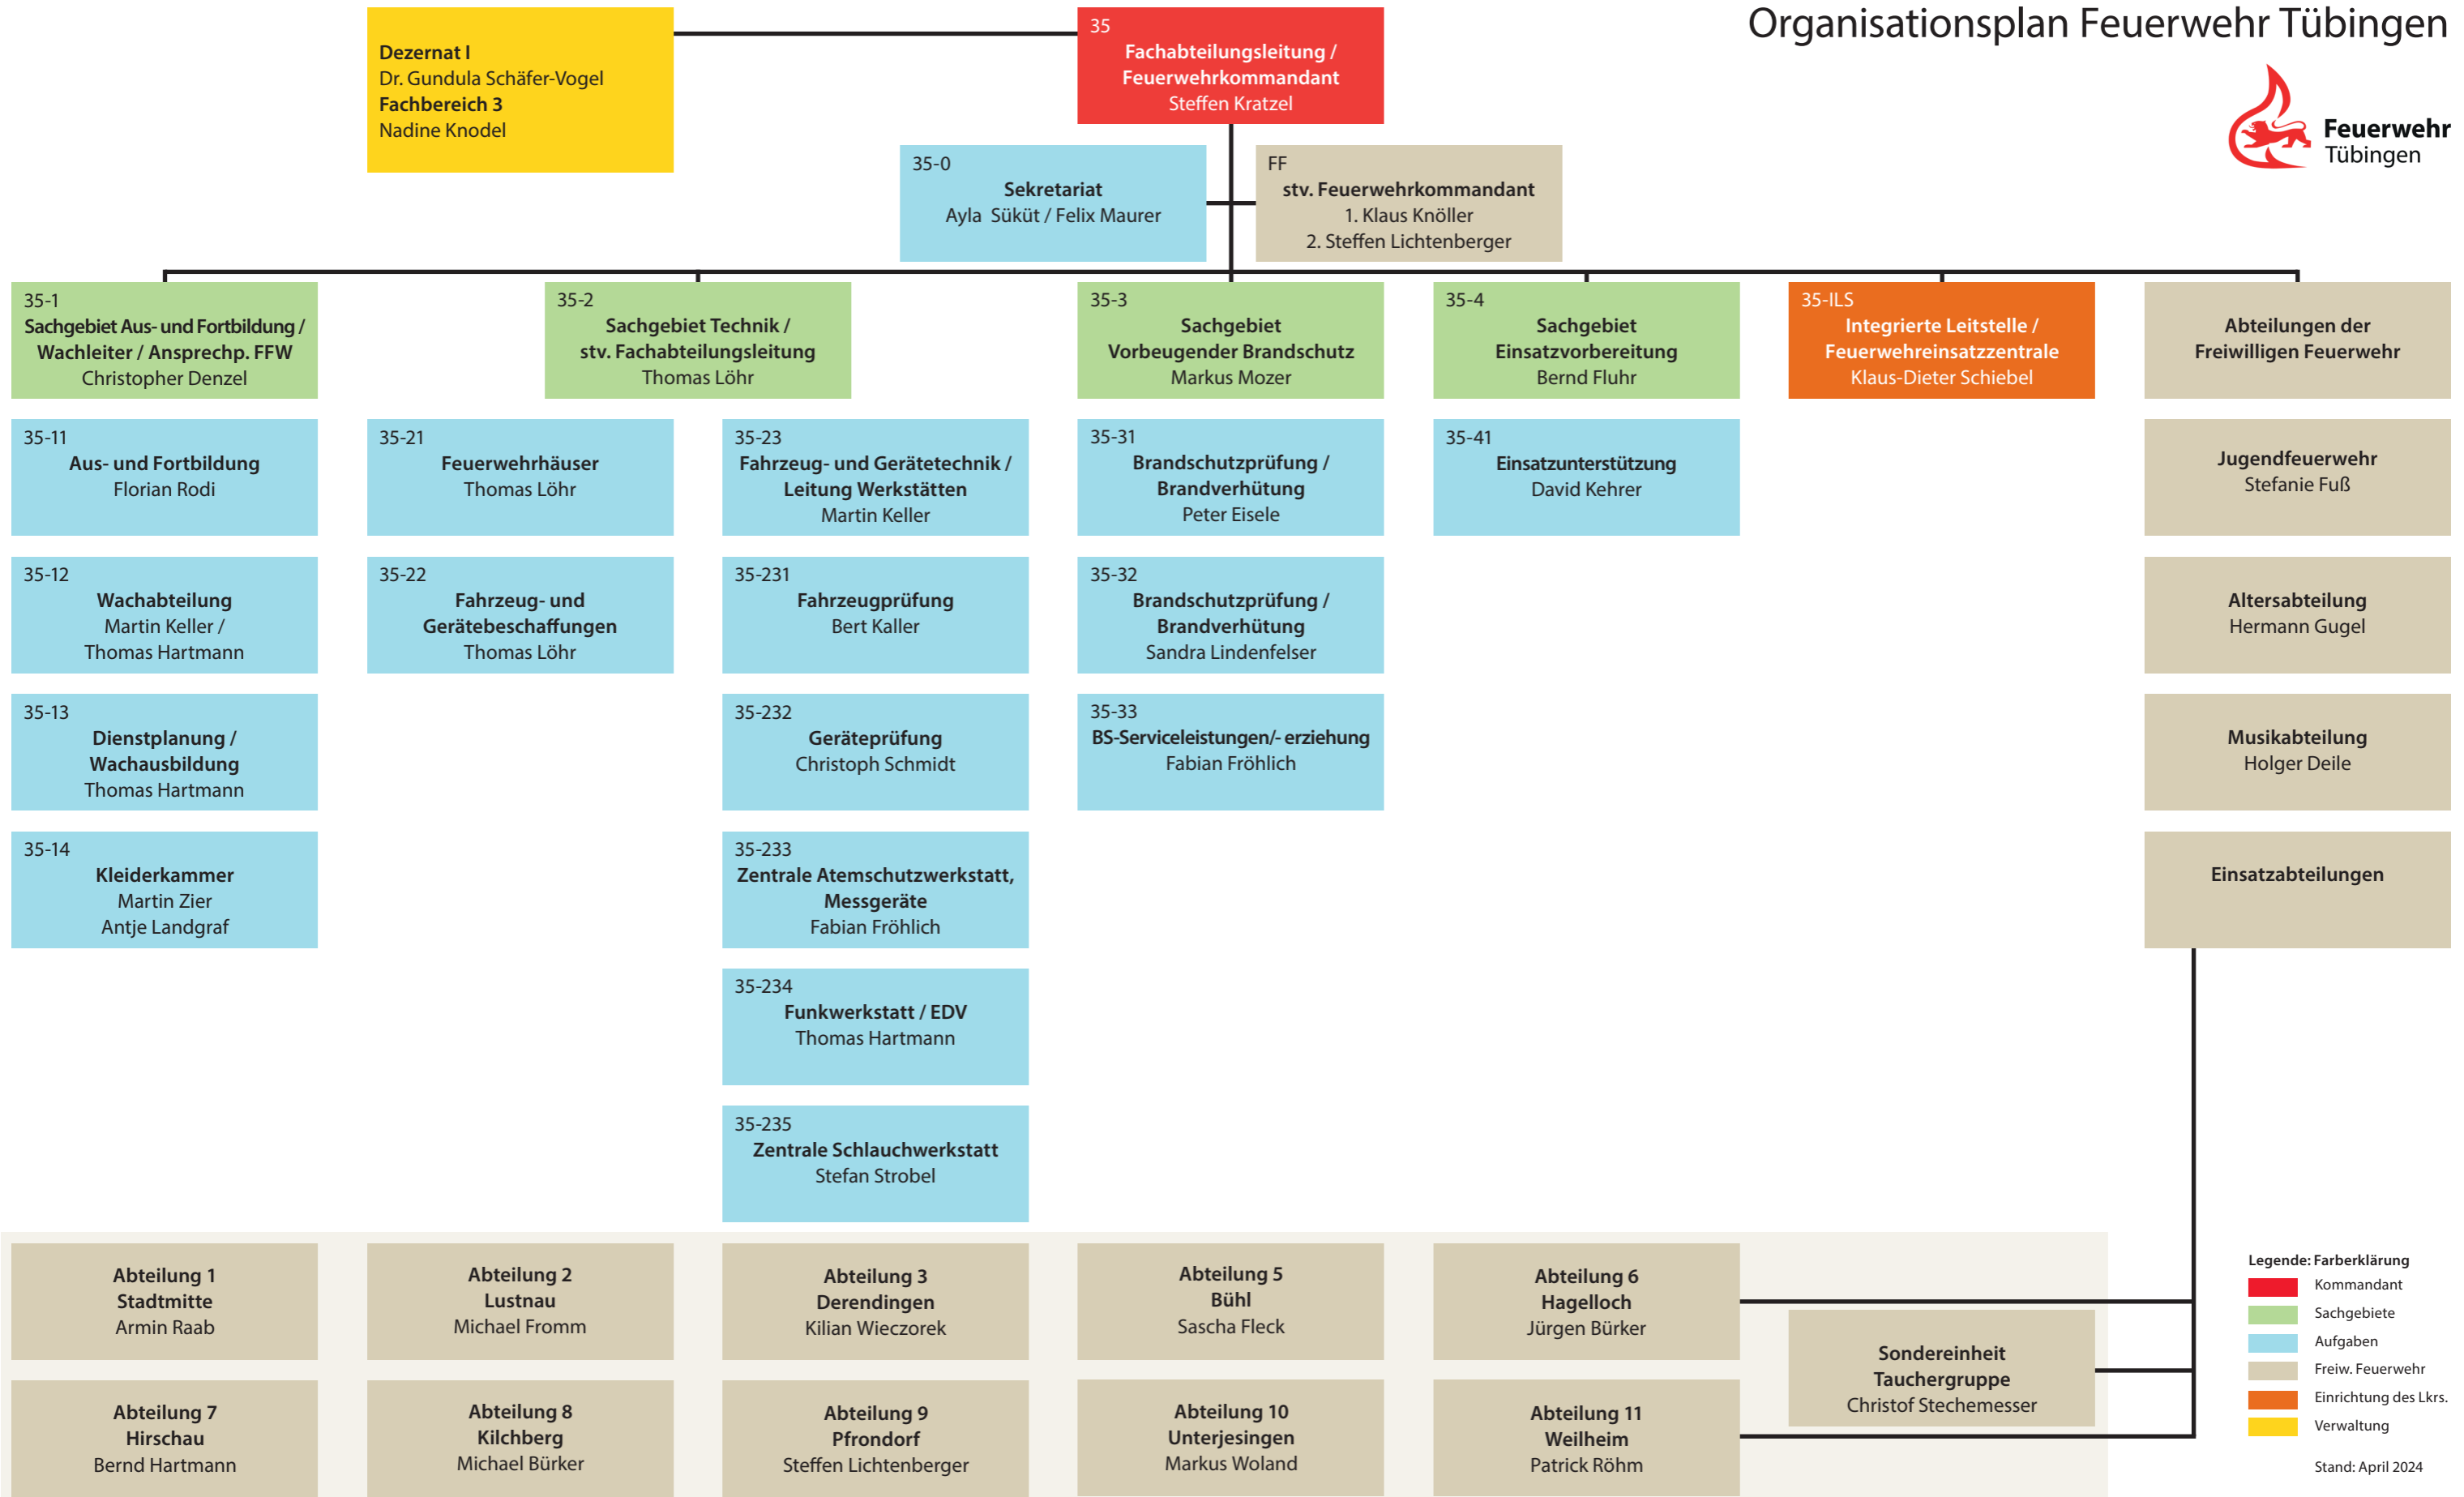 Organisationsplan Feuerwehr Tübingen
Feuerwehr
Tübingen
Dezernat I
Dr. Gundula Schäfer-Vogel
Fachbereich 3
Nadine Knodel
35
Fachabteilungsleitung /
Feuerwehrkommandant
Steffen Kratzel
35-0
Sekretariat
Ayla Süküt / Felix Maurer
FF
stv. Feuerwehrkommandant
1. Klaus Knöller
2. Steffen Lichtenberger
35-1
Sachgebiet Aus- und Fortbildung /
Wachleiter / Ansprechp. FFW
Christopher Denzel
35-2
Sachgebiet Technik /
stv. Fachabteilungsleitung
Thomas Löhr
35-3
Sachgebiet
Vorbeugender Brandschutz
Markus Mozer
35-4
Sachgebiet
Einsatzvorbereitung
Bernd Fluhr
35-ILS
Integrierte Leitstelle /
Feuerwehreinsatzzentrale
Klaus-Dieter Schiebel
Abteilungen der
Freiwilligen Feuerwehr
35-11
Aus- und Fortbildung
Florian Rodi
35-21
Feuerwehrhäuser
Thomas Löhr
35-23
Fahrzeug- und Gerätetechnik /
Leitung Werkstätten
Martin Keller
35-31
Brandschutzprüfung /
Brandverhütung
Peter Eisele
35-41
Einsatzunterstützung
David Kehrer
Jugendfeuerwehr
Stefanie Fuß
35-12
Wachabteilung
Martin Keller /
Thomas Hartmann
35-22
Fahrzeug- und
Gerätebeschaffungen
Thomas Löhr
35-231
Fahrzeugprüfung
Bert Kaller
35-32
Brandschutzprüfung /
Brandverhütung
Sandra Lindenfelser
Altersabteilung
Hermann Gugel
35-13
Dienstplanung /
Wachausbildung
Thomas Hartmann
35-232
Geräteprüfung
Christoph Schmidt
35-33
BS-Serviceleistungen/- erziehung
Fabian Fröhlich
Musikabteilung
Holger Deile
35-14
Kleiderkammer
Martin Zier
Antje Landgraf
35-233
Zentrale Atemschutzwerkstatt,
Messgeräte
Fabian Fröhlich
Einsatzabteilungen
35-234
Funkwerkstatt / EDV
Thomas Hartmann
35-235
Zentrale Schlauchwerkstatt
Stefan Strobel
Abteilung 1
Stadtmitte
Armin Raab
Abteilung 2
Lustnau
Michael Fromm
Abteilung 3
Derendingen
Kilian Wieczorek
Abteilung 5
Bühl
Sascha Fleck
Abteilung 6
Hagelloch
Jürgen Bürker
Sondereinheit
Tauchergruppe
Christof Stechemesser
Abteilung 7
Hirschau
Bernd Hartmann
Abteilung 8
Kilchberg
Michael Bürker
Abteilung 9
Pfrondorf
Steffen Lichtenberger
Abteilung 10
Unterjesingen
Markus Woland
Abteilung 11
Weilheim
Patrick Röhm
Legende: Farberklärung
Kommandant
Sachgebiete
Aufgaben
Freiw. Feuerwehr
Einrichtung des Lkrs.
Verwaltung
Stand: April 2024